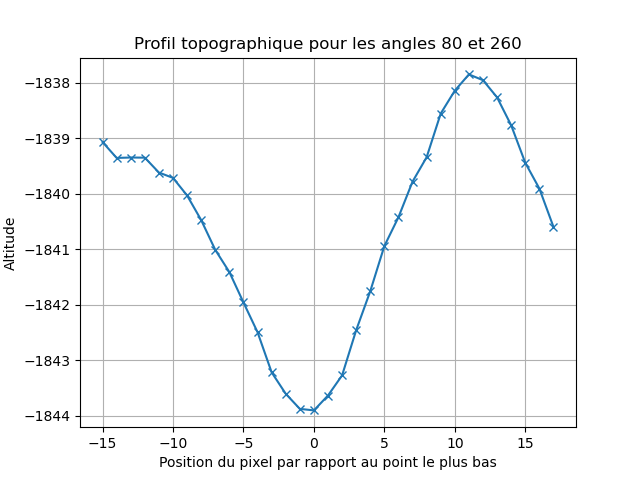 Profil topographique pour les angles 80 et 260
Altitude
−1838
−1839
−1840
−1841
−1842
−1843
−1844
−15 −10 −5 0 5 10 15
Position du pixel par rapport au point le plus bas